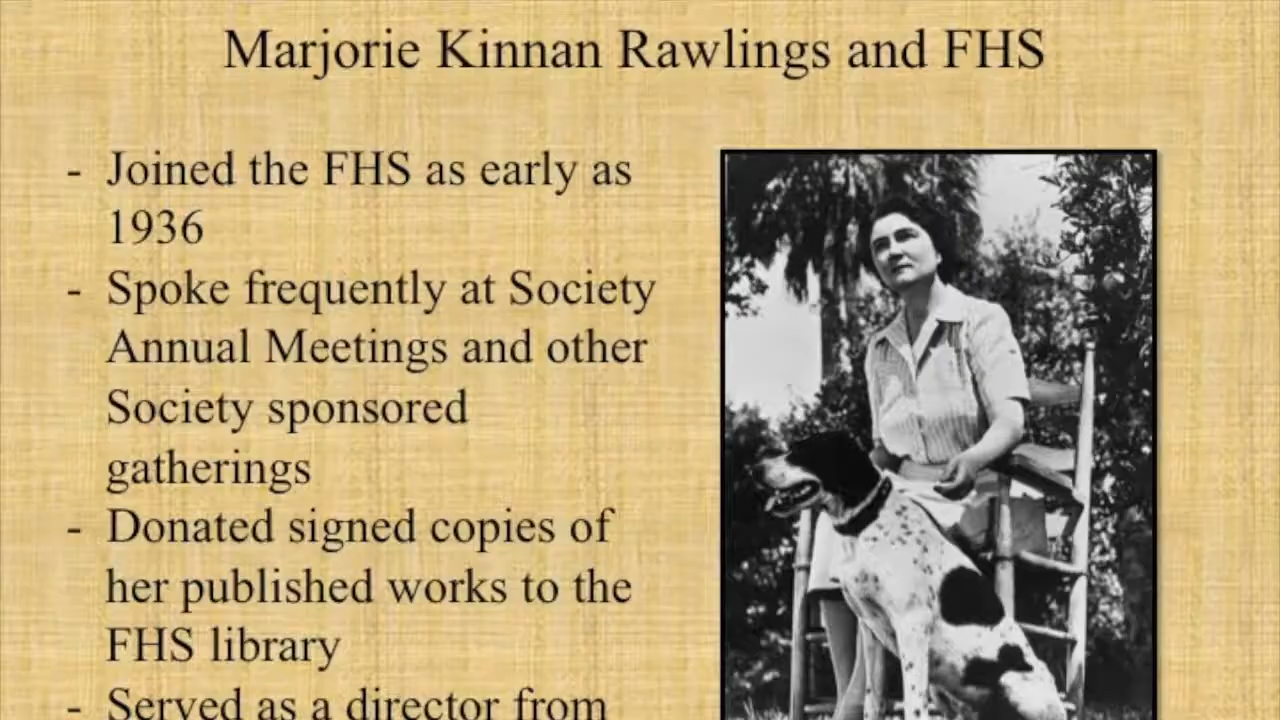 Marjorie Kinnan Rawlings and FHS
- Joined the FHS as early as
1936
- Spoke frequently at Society
Annual Meetings and other
Society sponsored
gatherings
- Donated signed copies of
her published works to the
FHS library
- Served as a director from